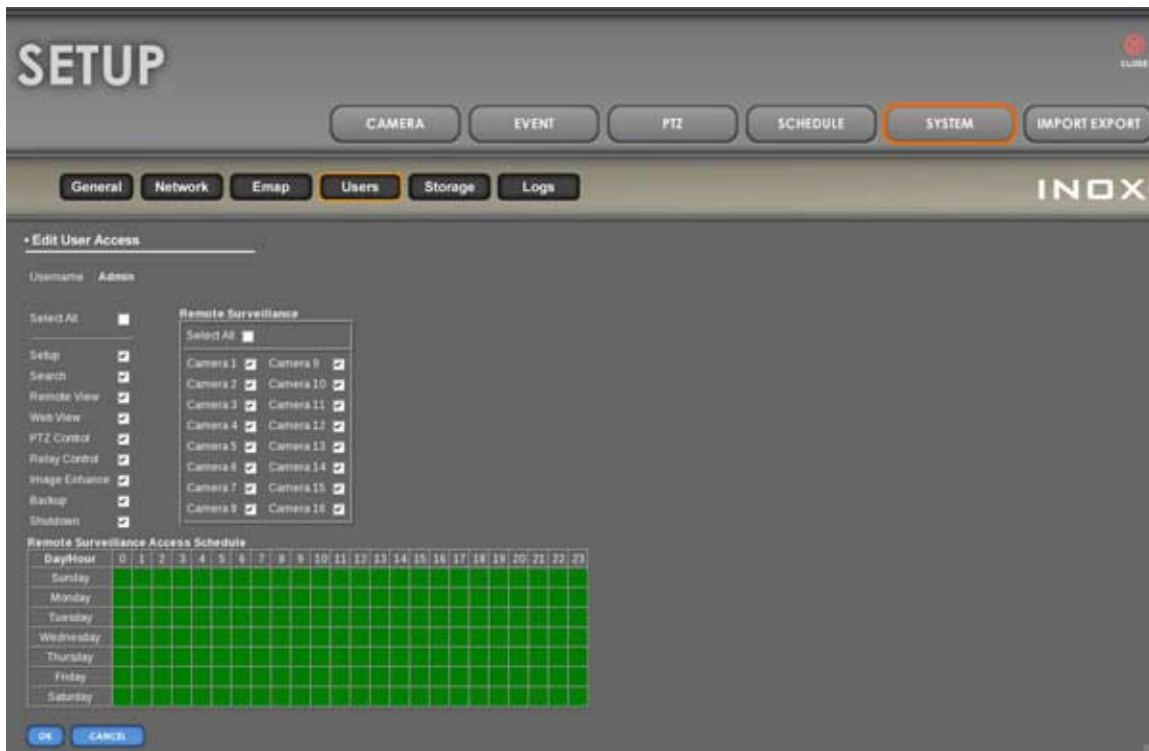 SETUP
CLOSE
CAMERA EVENT PTZ SCHEDULE SYSTEM IMPORT EXPORT
General Network Emap Users Storage Logs
INOX
• Edit User Access
Username Admin
Select All
Setup
Search
Remote View
Web View
PTZ Control
Relay Control
Image Enhance
Backup
Shutdown
Remote Surveillance
Select All
Camera 1 Camera 9
Camera 2 Camera 10
Camera 3 Camera 11
Camera 4 Camera 12
Camera 5 Camera 13
Camera 6 Camera 14
Camera 7 Camera 15
Camera 8 Camera 16
Remote Surveillance Access Schedule
Day/Hour 0 1 2 3 4 5 6 7 8 9 10 11 12 13 14 15 16 17 18 19 20 21 22 23
Sunday
Monday
Tuesday
Wednesday
Thursday
Friday
Saturday
OK CANCEL